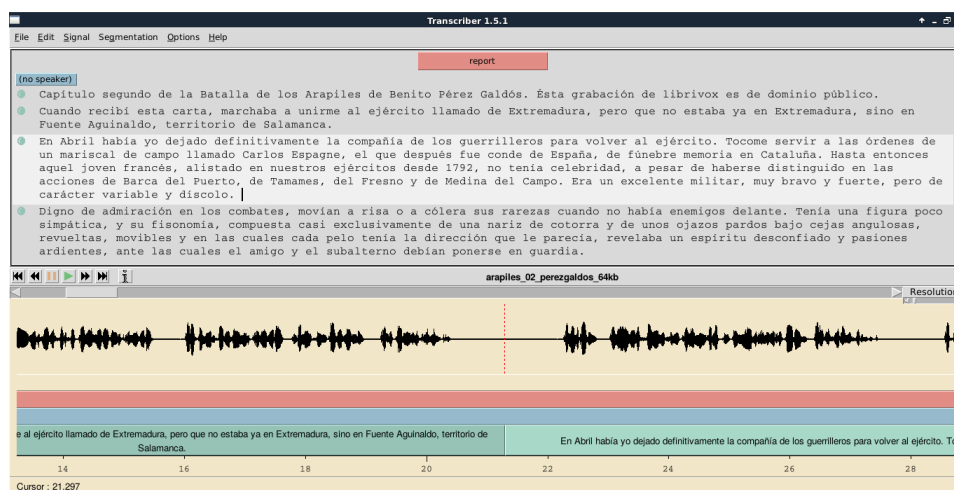 Transcriber 1.5.1
File Edit Signal Segmentation Options Help
report
(no speaker)
Capítulo segundo de la Batalla de los Arapiles de Benito Pérez Galdós. Ésta grabación de librivox es de dominio público.
Cuando recibí esta carta, marchaba a unirme al ejército llamado de Extremadura, pero que no estaba ya en Extremadura, sino en
Fuente Aguinaldo, territorio de Salamanca.
En Abril había yo dejado definitivamente la compañía de los guerrilleros para volver al ejército. Tocome servir a las órdenes de
un mariscal de campo llamado Carlos Espagne, el que después fue conde de España, de fúnebre memoria en Cataluña. Hasta entonces
aquel joven francés, alistado en nuestros ejércitos desde 1792, no tenía celebridad, a pesar de haberse distinguido en las
acciones de Barca del Puerto, de Tamames, del Fresno y de Medina del Campo. Era un excelente militar, muy bravo y fuerte, pero de
carácter variable y díscolo.
Digno de admiración en los combates, movían a risa o a cólera sus rarezas cuando no había enemigos delante. Tenía una figura poco
simpática, y su fisonomía, compuesta casi exclusivamente de una nariz de cotorra y de unos ojazos pardos bajo cejas angulosas,
revueltas, movibles y en las cuales cada pelo tenía la dirección que le parecía, revelaba un espíritu desconfiado y pasiones
ardientes, ante las cuales el amigo y el subalterno debían ponerse en guardia.
arapiles_02_perezgaldos_64kb
Resolution
e al ejército llamado de Extremadura, pero que no estaba ya en Extremadura, sino en Fuente Aguinaldo, territorio de
Salamanca.
En Abril había yo dejado definitivamente la compañía de los guerrilleros para volver al ejército. To
14 16 18 20 22 24 26 28
Cursor : 21.297